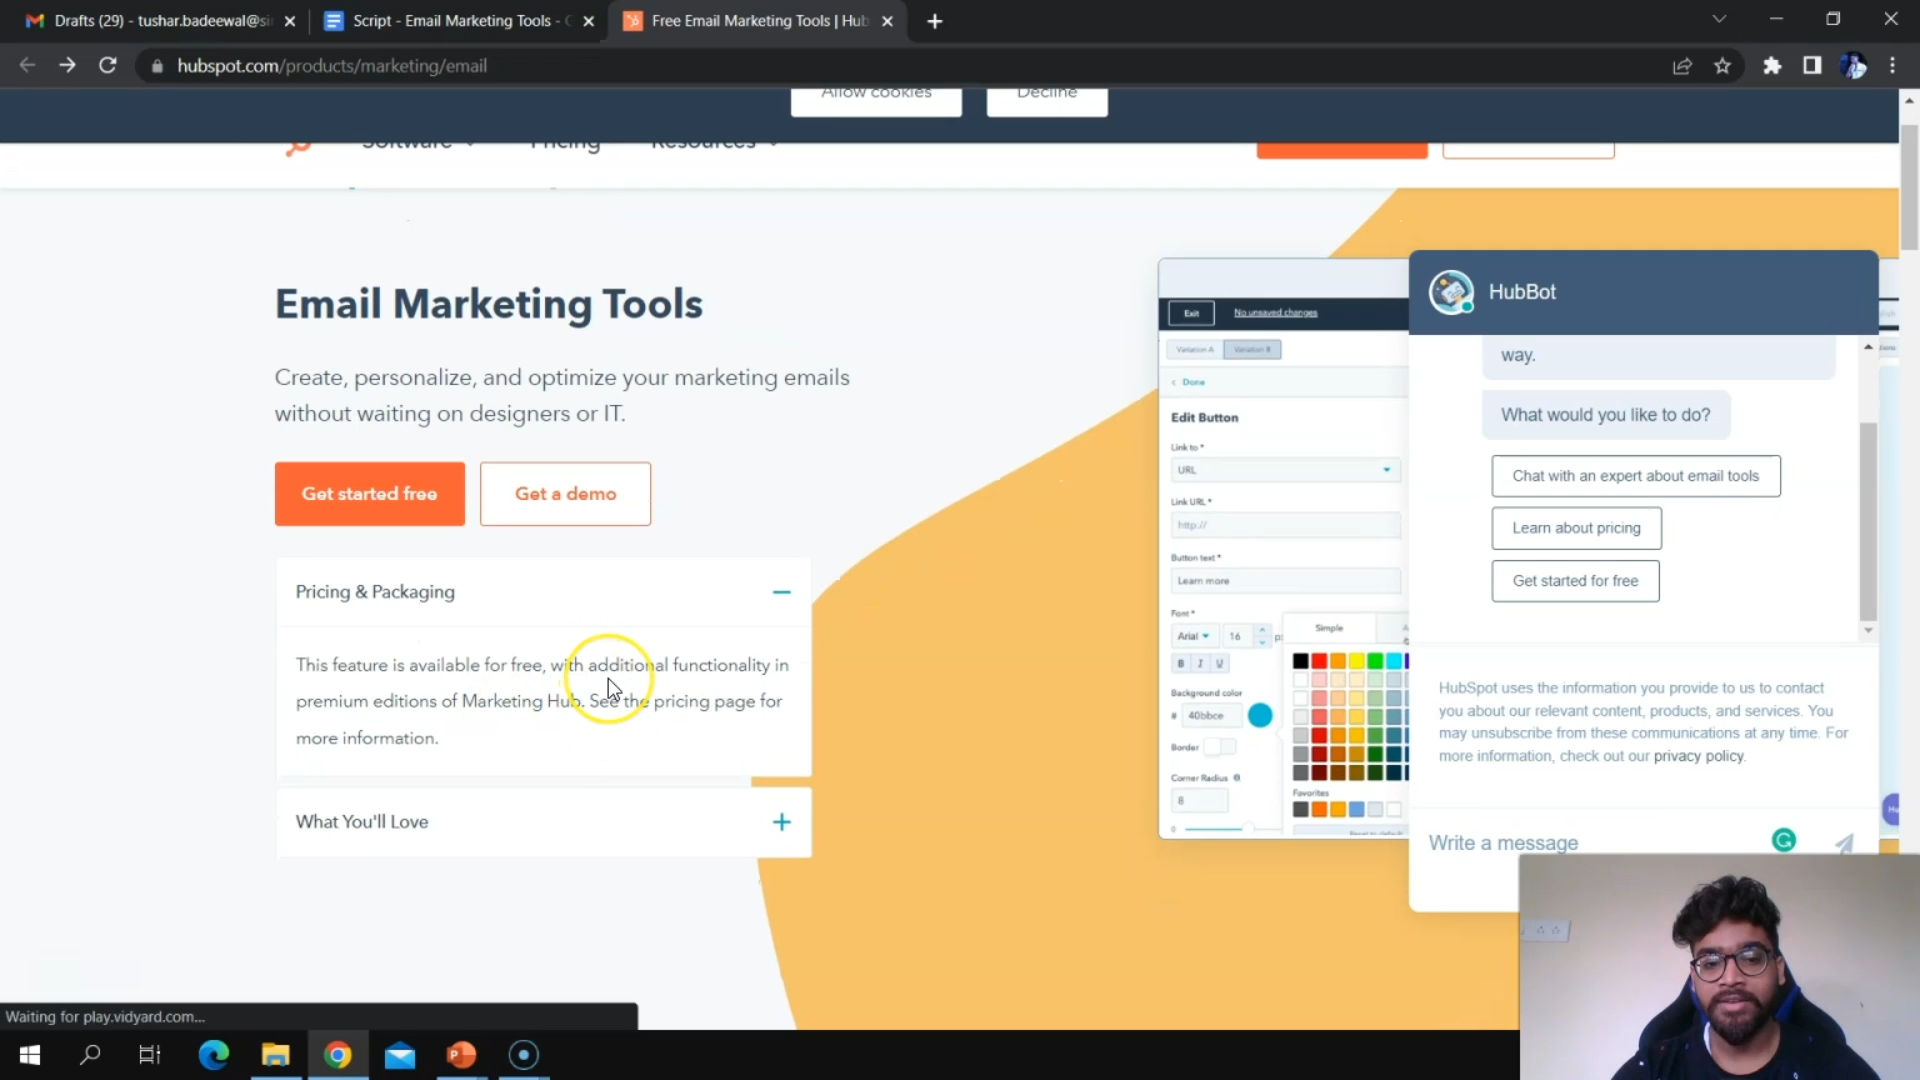 Drafts (29) - tushar.badeewal@si
Script - Email Marketing Tools -
Free Email Marketing Tools | Hub
hubspot.com/products/marketing/email
Allow cookies
Decline
Software
Pricing
Resources
Email Marketing Tools
Create, personalize, and optimize your marketing emails
without waiting on designers or IT.
Get started free
Get a demo
Pricing & Packaging
This feature is available for free, with additional functionality in
premium editions of Marketing Hub. See the pricing page for
more information.
What You'll Love
Exit
No unsaved changes
Variation A
Variation B
Done
Edit Button
Link to *
URL
Link URL *
http://
Button text *
Learn more
Font *
Arial
16
B I U
Simple
Background color
# 40bbce
Border
Corner Radius
8
0
Favorites
Reset to default
HubBot
way.
What would you like to do?
Chat with an expert about email tools
Learn about pricing
Get started for free
HubSpot uses the information you provide to us to contact
you about our relevant content, products, and services. You
may unsubscribe from these communications at any time. For
more information, check out our privacy policy.
Write a message
Waiting for play.vidyard.com...